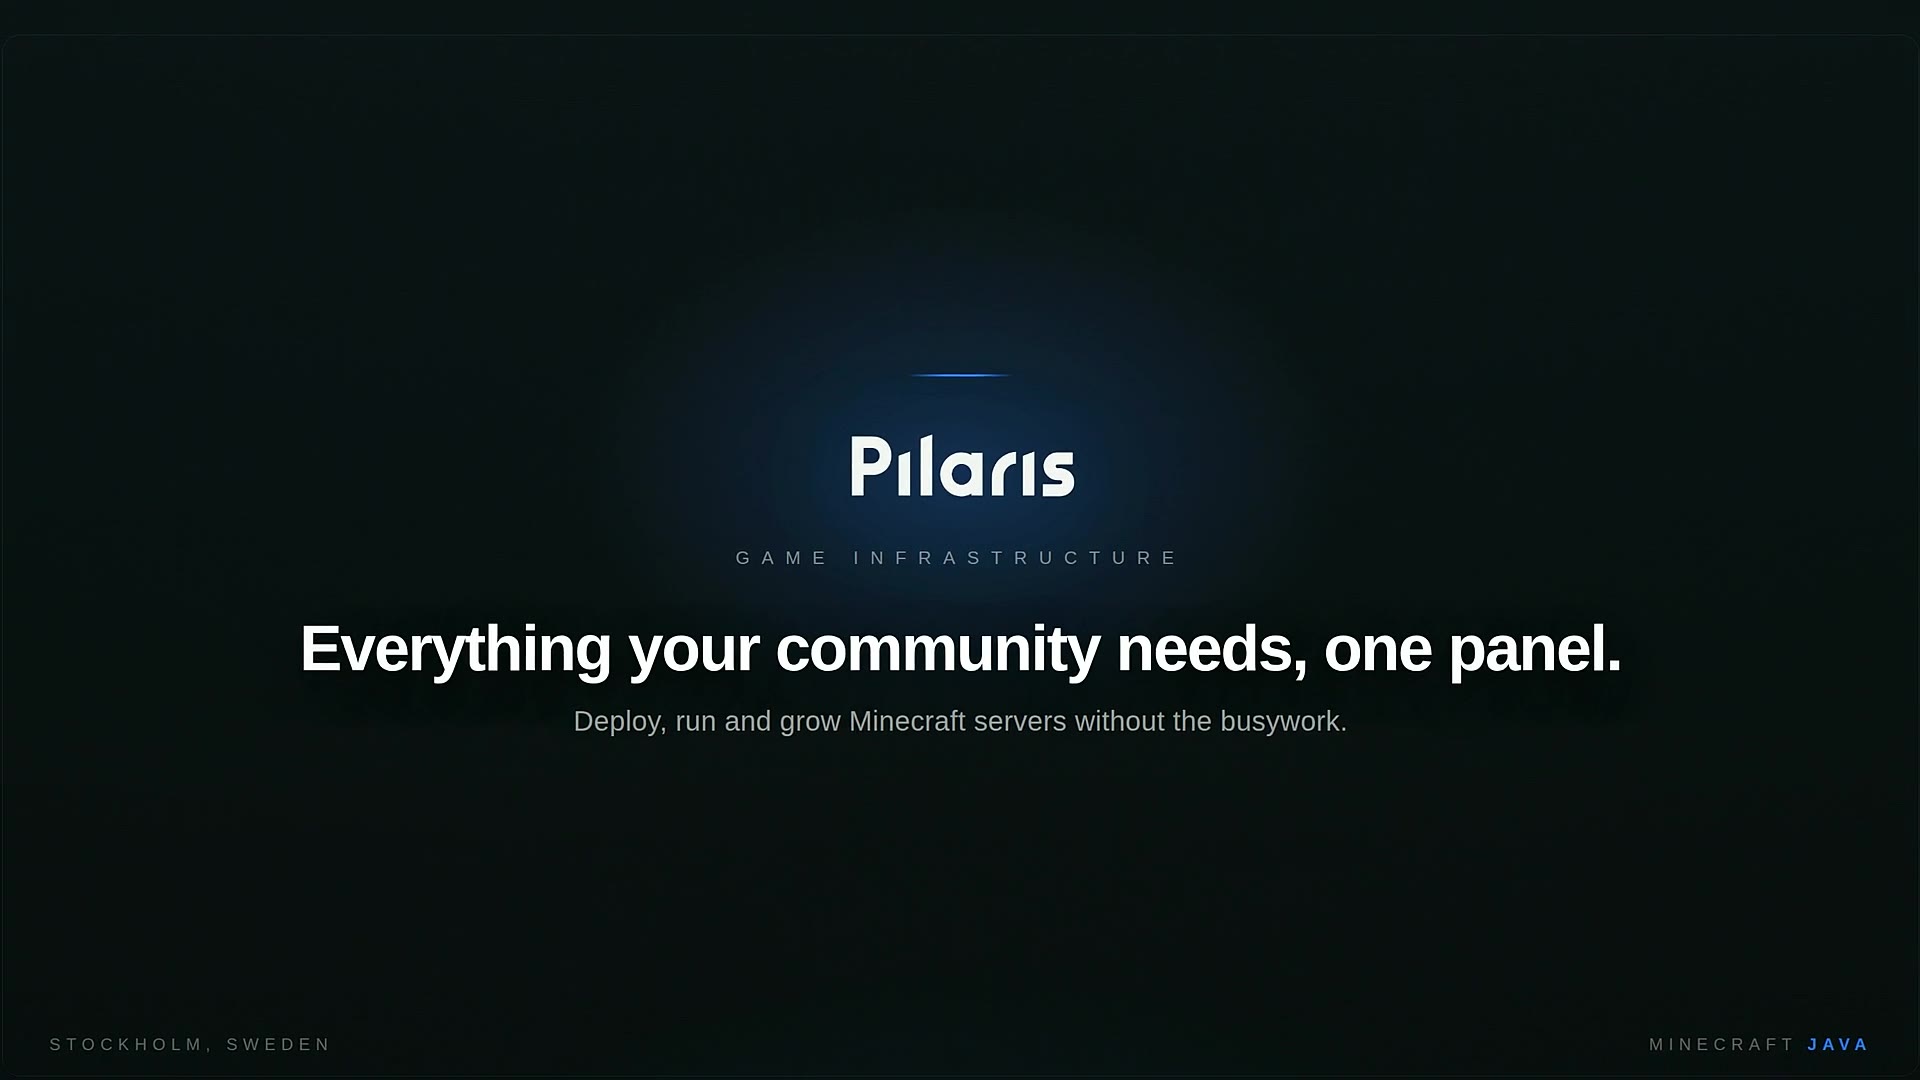 Pilaris
GAME INFRASTRUCTURE
Everything your community needs, one panel.
Deploy, run and grow Minecraft servers without the busywork.
STOCKHOLM, SWEDEN
MINECRAFT JAVA